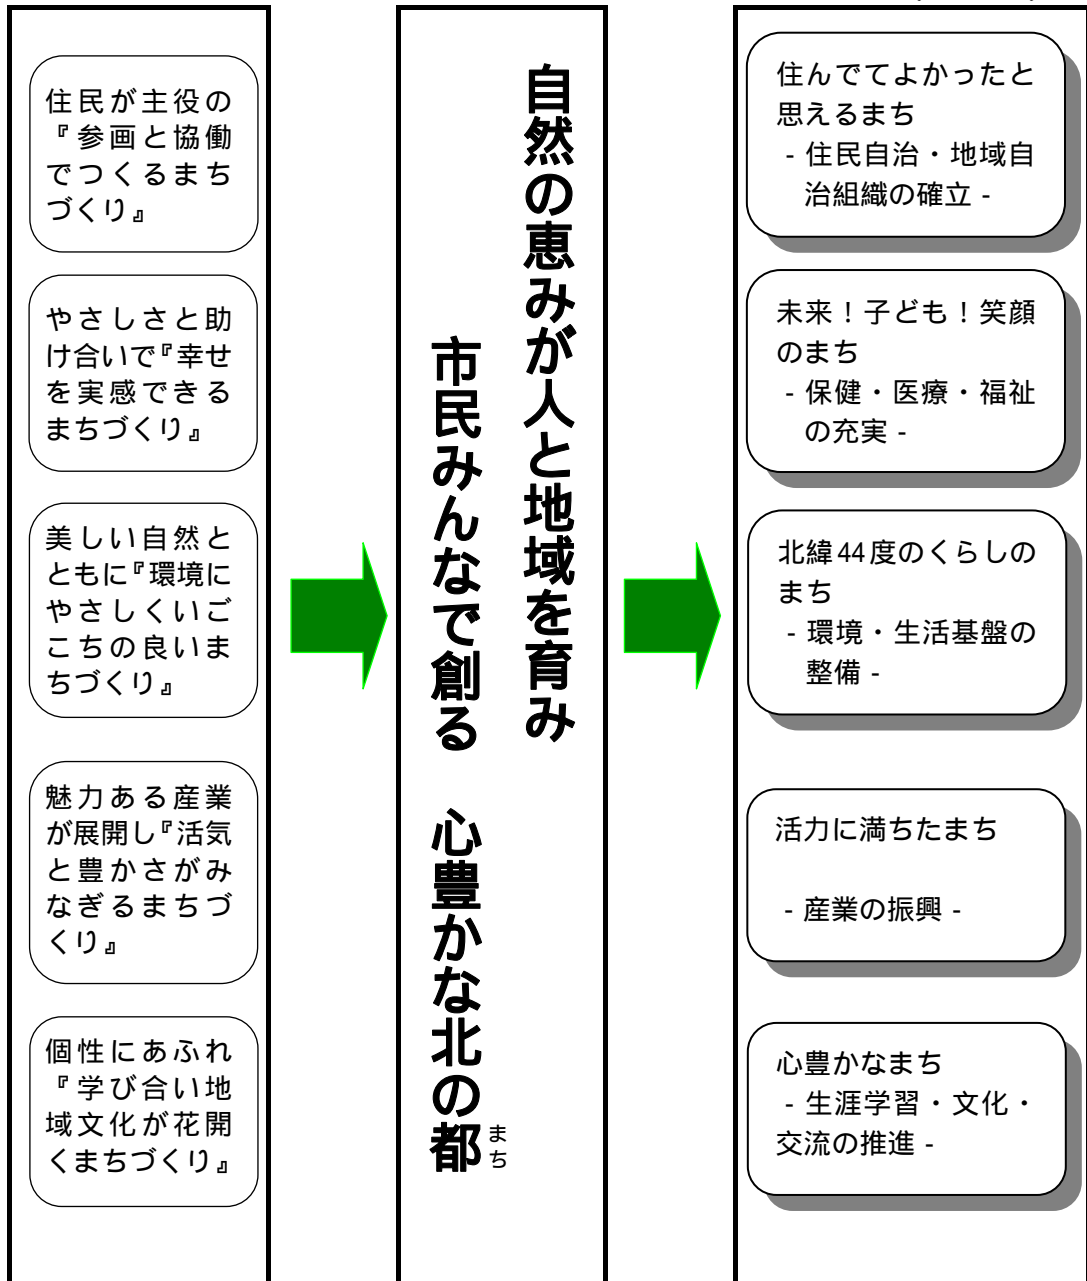 住民が主役の
『参画と協働
でつくるまち
づくり』
やさしさと助
け合いで『幸せ
を実感できる
まちづくり』
美しい自然と
ともに『環境に
やさしくいご
こちの良いま
ちづくり』
魅力ある産業
が展開し『活気
と豊かさがみ
なぎるまちづ
くり』
個性にあふれ
『学び合い地
域文化が花開
くまちづくり』
自然の恵みが人と地域を育み
市民みんなで創る　心豊かな北の都
まち
住んでてよかったと
思えるまち
- 住民自治・地域自
治組織の確立 -
未来！子ども！笑顔
のまち
- 保健・医療・福祉
の充実 -
北緯44度のくらしの
まち
- 環境・生活基盤の
整備 -
活力に満ちたまち
- 産業の振興 -
心豊かなまち
- 生涯学習・文化・
交流の推進 -